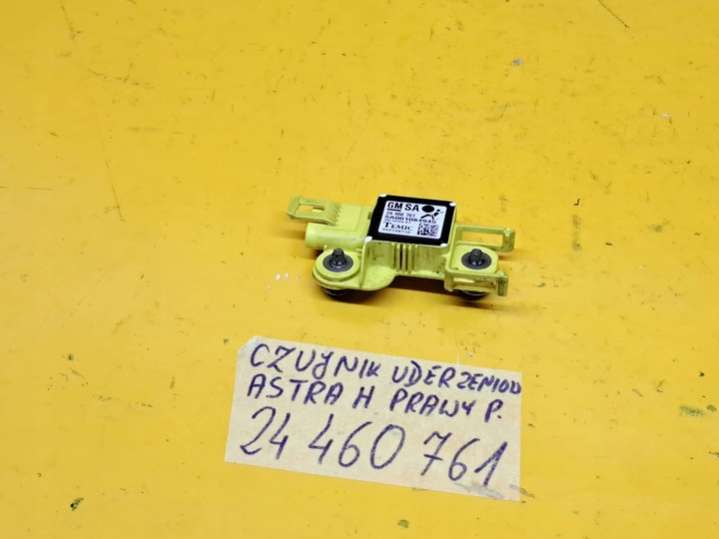 GM SA
TEMIC
CZUJNIK UDERZENIOW
ASTRA H PRAWY P.
24 460 761